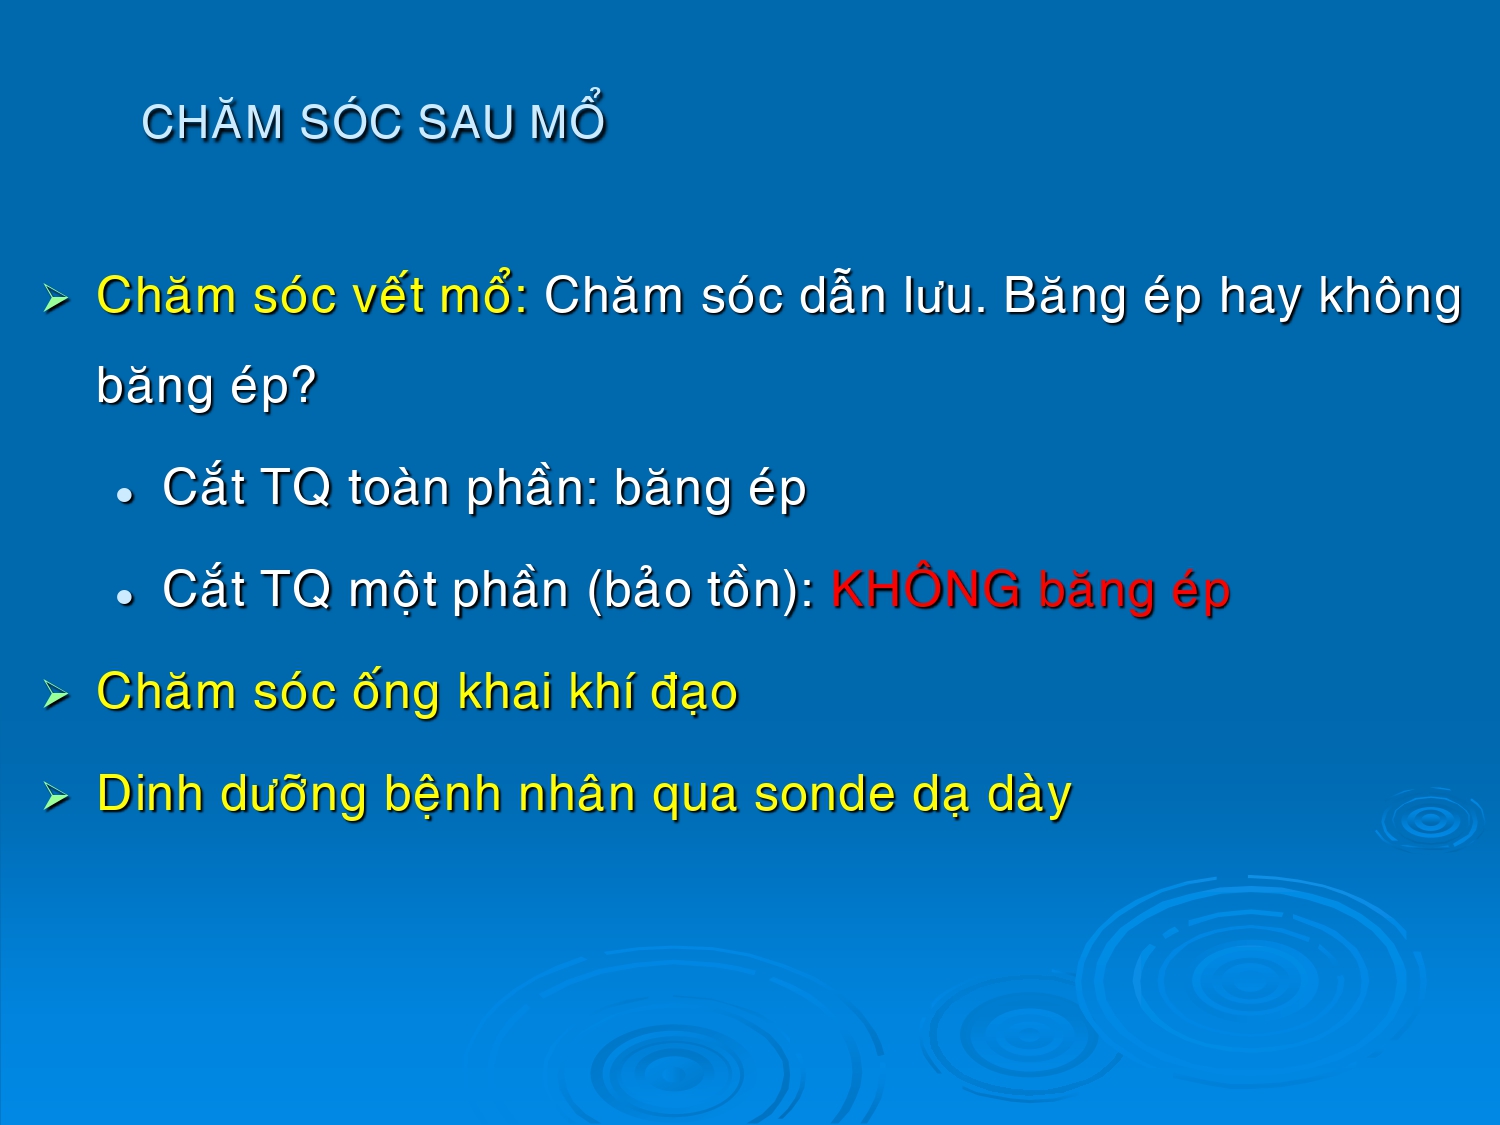 CHĂM SÓC SAU MỔ
Chăm sóc vết mổ: Chăm sóc dẫn lưu. Băng ép hay không
băng ép?
Cắt TQ toàn phần: băng ép
Cắt TQ một phần (bảo tồn): KHÔNG băng ép
Chăm sóc ống khai khí đạo
Dinh dưỡng bệnh nhân qua sonde dạ dày